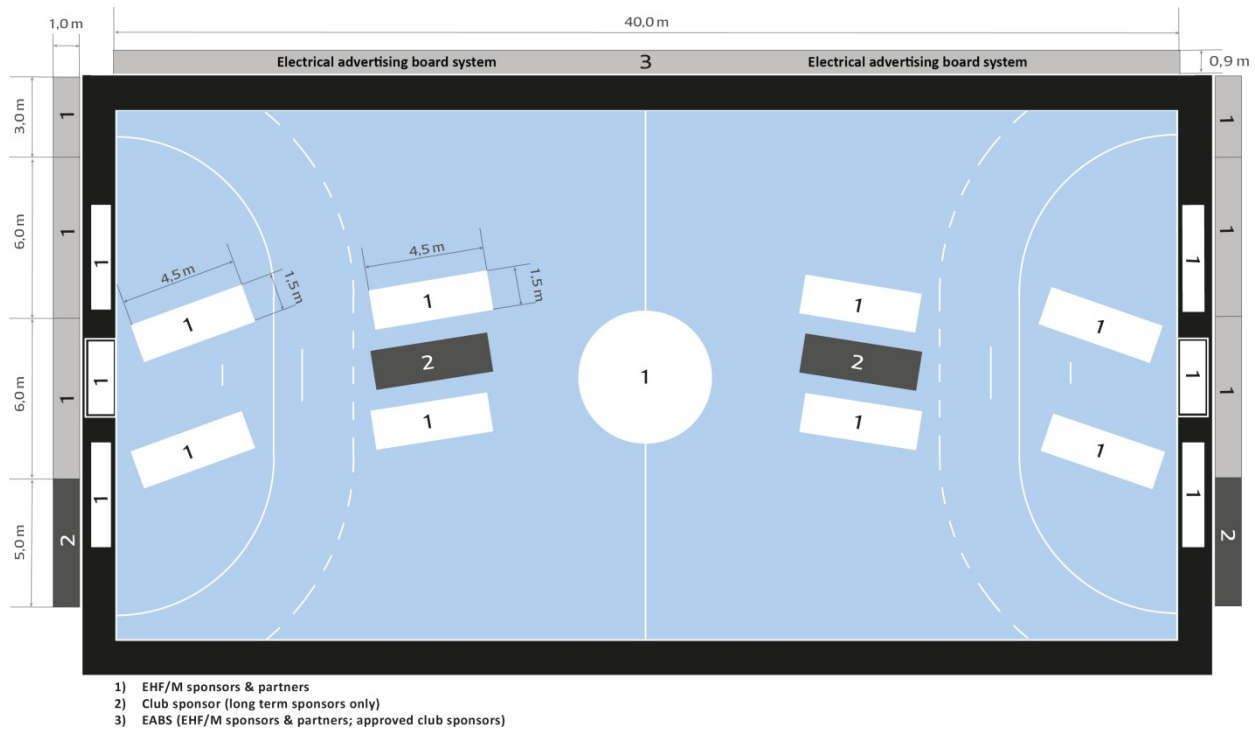 1,0 m
40,0 m
Electrical advertising board system 3 Electrical advertising board system
0,9 m
3,0 m
1
1
6,0 m
1
1
1
1
4,5 m
1,5 m
1
4,5 m
1,5 m
1
1
1
6,0 m
1
1
2
1
2
1
1
1
1
1
1
1
1
1
5,0 m
2
2
1) EHF/M sponsors & partners
2) Club sponsor (long term sponsors only)
3) EABS (EHF/M sponsors & partners; approved club sponsors)